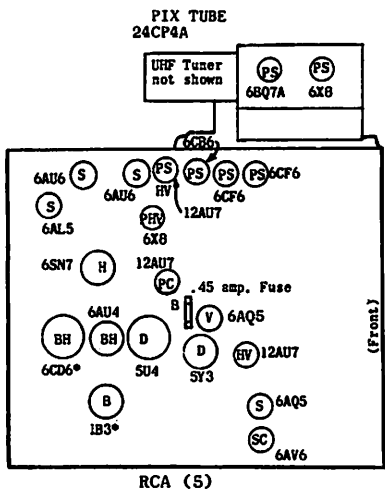 PIX TUBE
24CP4A
UHF Tuner
not shown
PS PS
6BQ7A 6X8
6CB6
S S PS PS PS PS 6CF6
6AU6 6AU6 HV 6CF6
12AU7
S
6AL5
PHV
6X8
6SN7 H 12AU7
PC
.45 amp. Fuse
B
6AU4 V 6AQ5
BH BH D D HV 12AU7
6CD6* 5U4 5Y3
B
1B3*
S 6AQ5
SC
6AV6
(Front)
RCA (5)